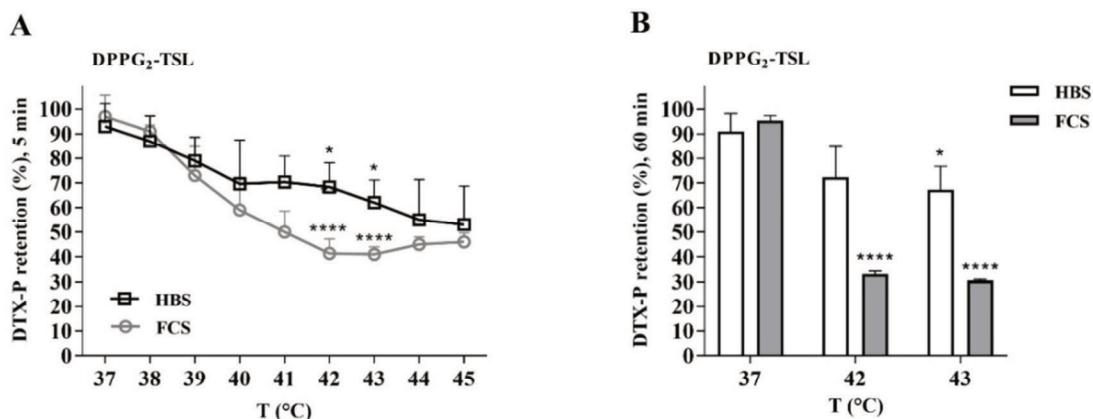 A
DPPG₂-TSL
DTX-P retention (%), 5 min
100
90
80
70
60
50
40
30
20
10
0
*
*
****
****
HBS
FCS
37 38 39 40 41 42 43 44 45
T (°C)
B
DPPG₂-TSL
HBS
FCS
DTX-P retention (%), 60 min
100
90
80
70
60
50
40
30
20
10
0
*
****
****
37 42 43
T (°C)